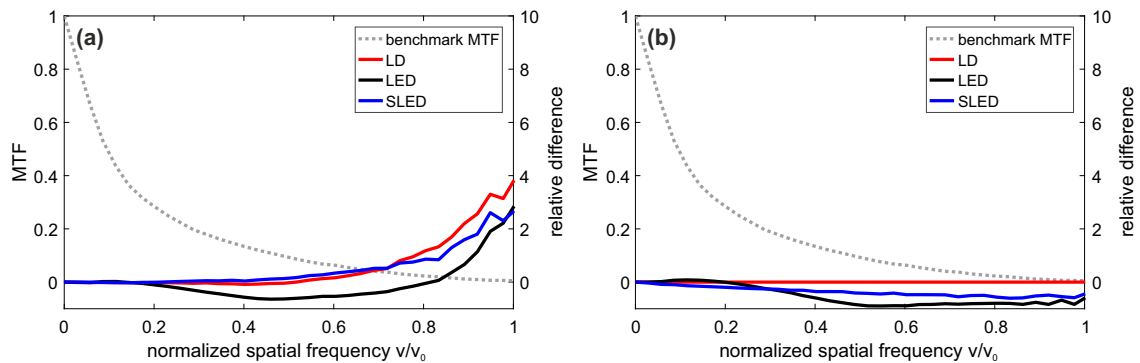 (a)
benchmark MTF
LD
LED
SLED
1
0.8
0.6
0.4
0.2
0
MTF
10
8
6
4
2
0
relative difference
0
0.2
0.4
0.6
0.8
1
normalized spatial frequency v/v₀
(b)
benchmark MTF
LD
LED
SLED
1
0.8
0.6
0.4
0.2
0
MTF
10
8
6
4
2
0
relative difference
0
0.2
0.4
0.6
0.8
1
normalized spatial frequency v/v₀